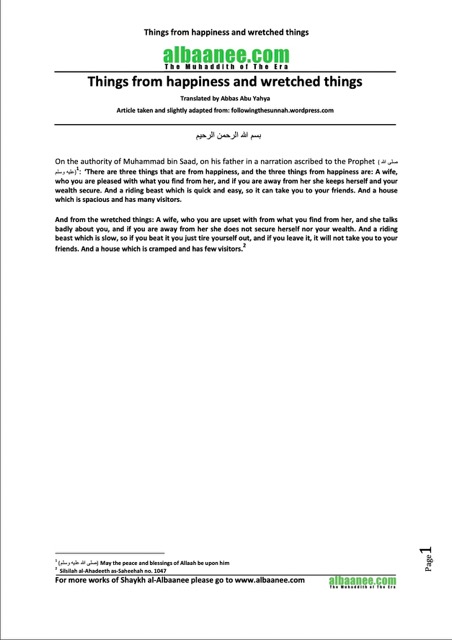 Things from happiness and wretched things
albaanee.com
The Muhaddith of The Era
Things from happiness and wretched things
Translated by Abbas Abu Yahya
Article taken and slightly adapted from: followingthesunnah.wordpress.com
بسم الله الرحمن الرحيم
On the authority of Muhammad bin Saad, on his father in a narration ascribed to the Prophet (صلى الله
عليه وسلم)1: 'There are three things that are from happiness, and the three things from happiness are: A wife,
who you are pleased with what you find from her, and if you are away from her she keeps herself and your
wealth secure. And a riding beast which is quick and easy, so it can take you to your friends. And a house
which is spacious and has many visitors.
And from the wretched things: A wife, who you are upset with from what you find from her, and she talks
badly about you, and if you are away from her she does not secure herself nor your wealth. And a riding
beast which is slow, so if you beat it you just tire yourself out, and if you leave it, it will not take you to your
friends. And a house which is cramped and has few visitors.2
1 (صلى الله عليه وسلم) May the peace and blessings of Allaah be upon him
2 Silsilah al-Ahadeeth as-Saheehah no. 1047
For more works of Shaykh al-Albaanee please go to www.albaanee.com
albaanee.com
The Muhaddith of The Era
Page 1